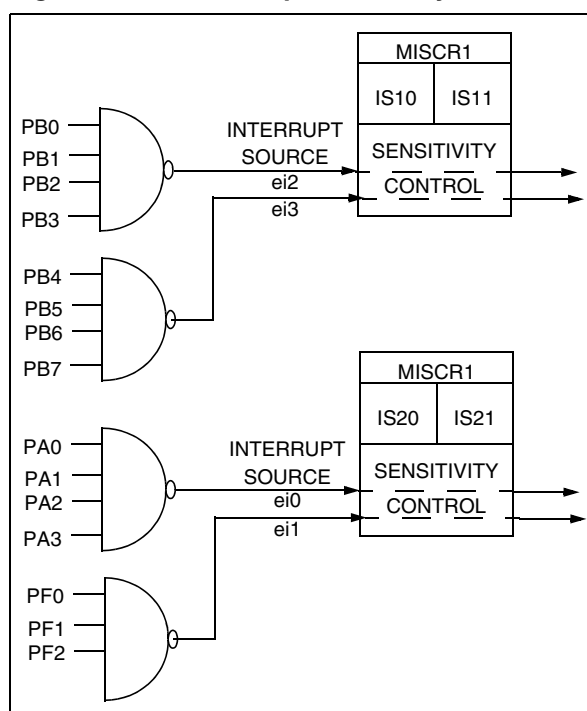 MISCR1
IS10 IS11
PB0
PB1
PB2
PB3
INTERRUPT
SOURCE
ei2
ei3
SENSITIVITY
CONTROL
PB4
PB5
PB6
PB7
MISCR1
IS20 IS21
PA0
PA1
PA2
PA3
INTERRUPT
SOURCE
ei0
ei1
SENSITIVITY
CONTROL
PF0
PF1
PF2